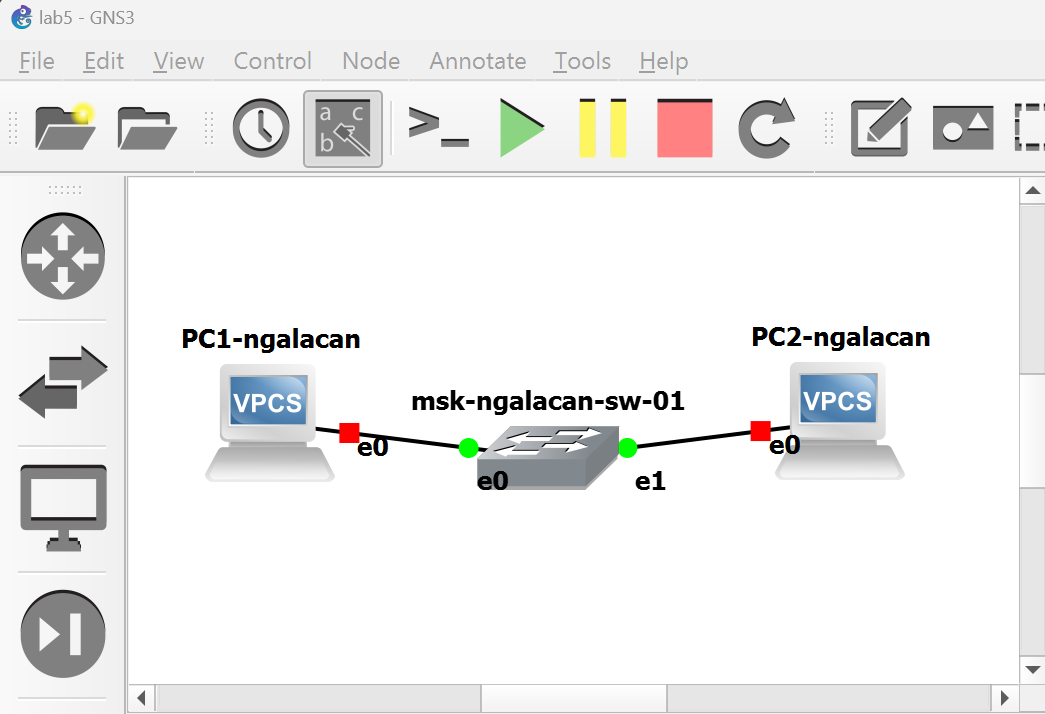 lab5 - GNS3
File Edit View Control Node Annotate Tools Help
a c
b
PC1-ngalacan
PC2-ngalacan
VPCS
VPCS
msk-ngalacan-sw-01
e0
e0
e0
e1